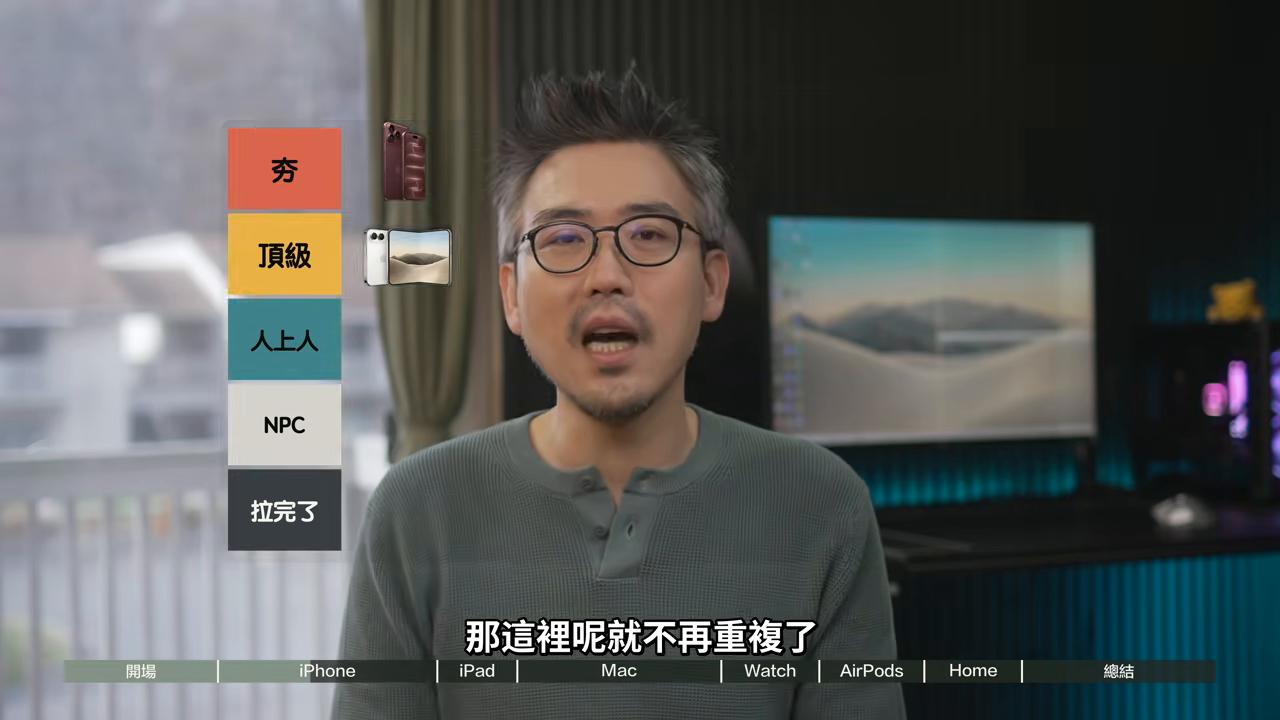 夯
頂級
人上人
NPC
拉完了
那這裡呢就不再重複了
開場
iPhone
iPad
Mac
Watch
AirPods
Home
總結